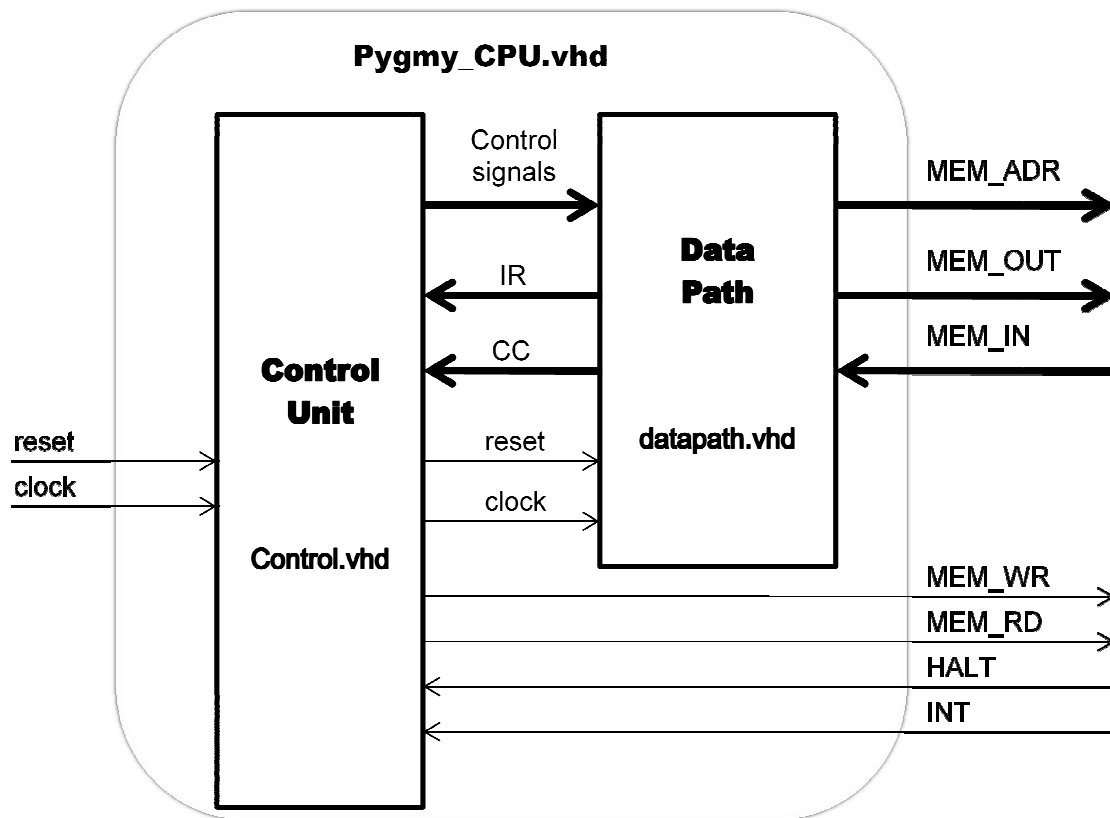 Pygmy_CPU.vhd
Control
signals
MEM_ADR
Data
Path
MEM_OUT
IR
MEM_IN
CC
Control
Unit
reset
reset
datapath.vhd
clock
clock
Control.vhd
MEM_WR
MEM_RD
HALT
INT